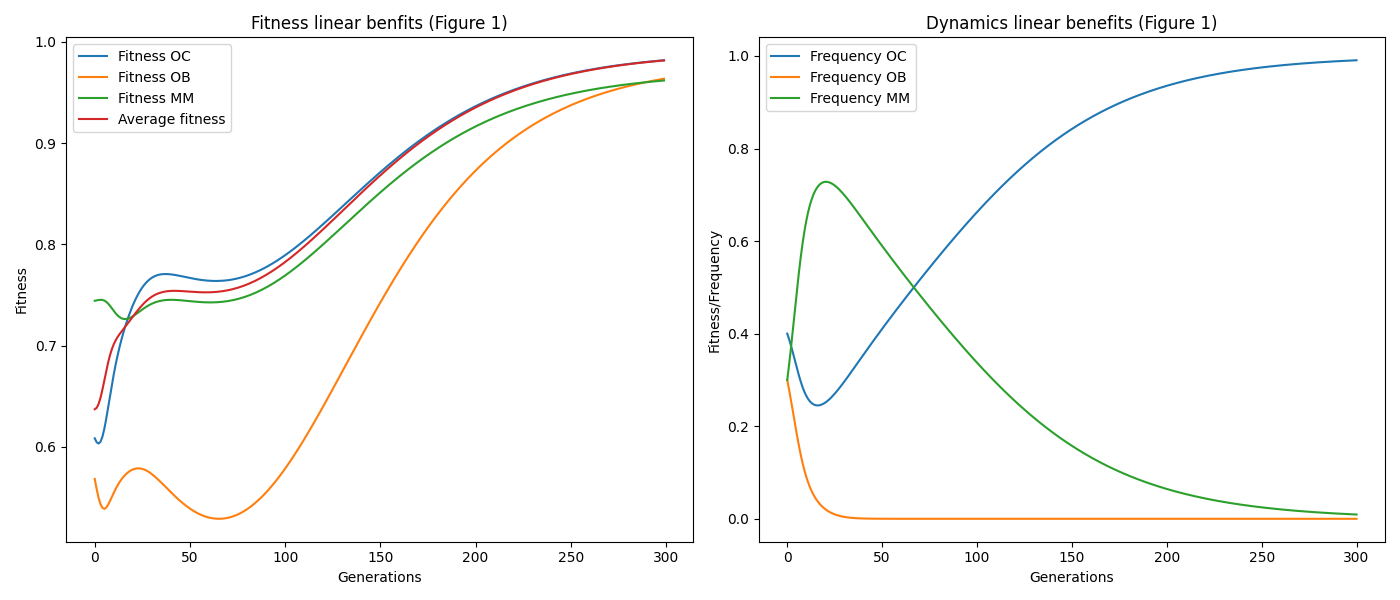 Fitness linear benfits (Figure 1)
Fitness OC
Fitness OB
Fitness MM
Average fitness
1.0
0.9
0.8
0.7
0.6
Fitness
0 50 100 150 200 250 300
Generations
Dynamics linear benefits (Figure 1)
Frequency OC
Frequency OB
Frequency MM
1.0
0.8
0.6
0.4
0.2
0.0
Fitness/Frequency
0 50 100 150 200 250 300
Generations